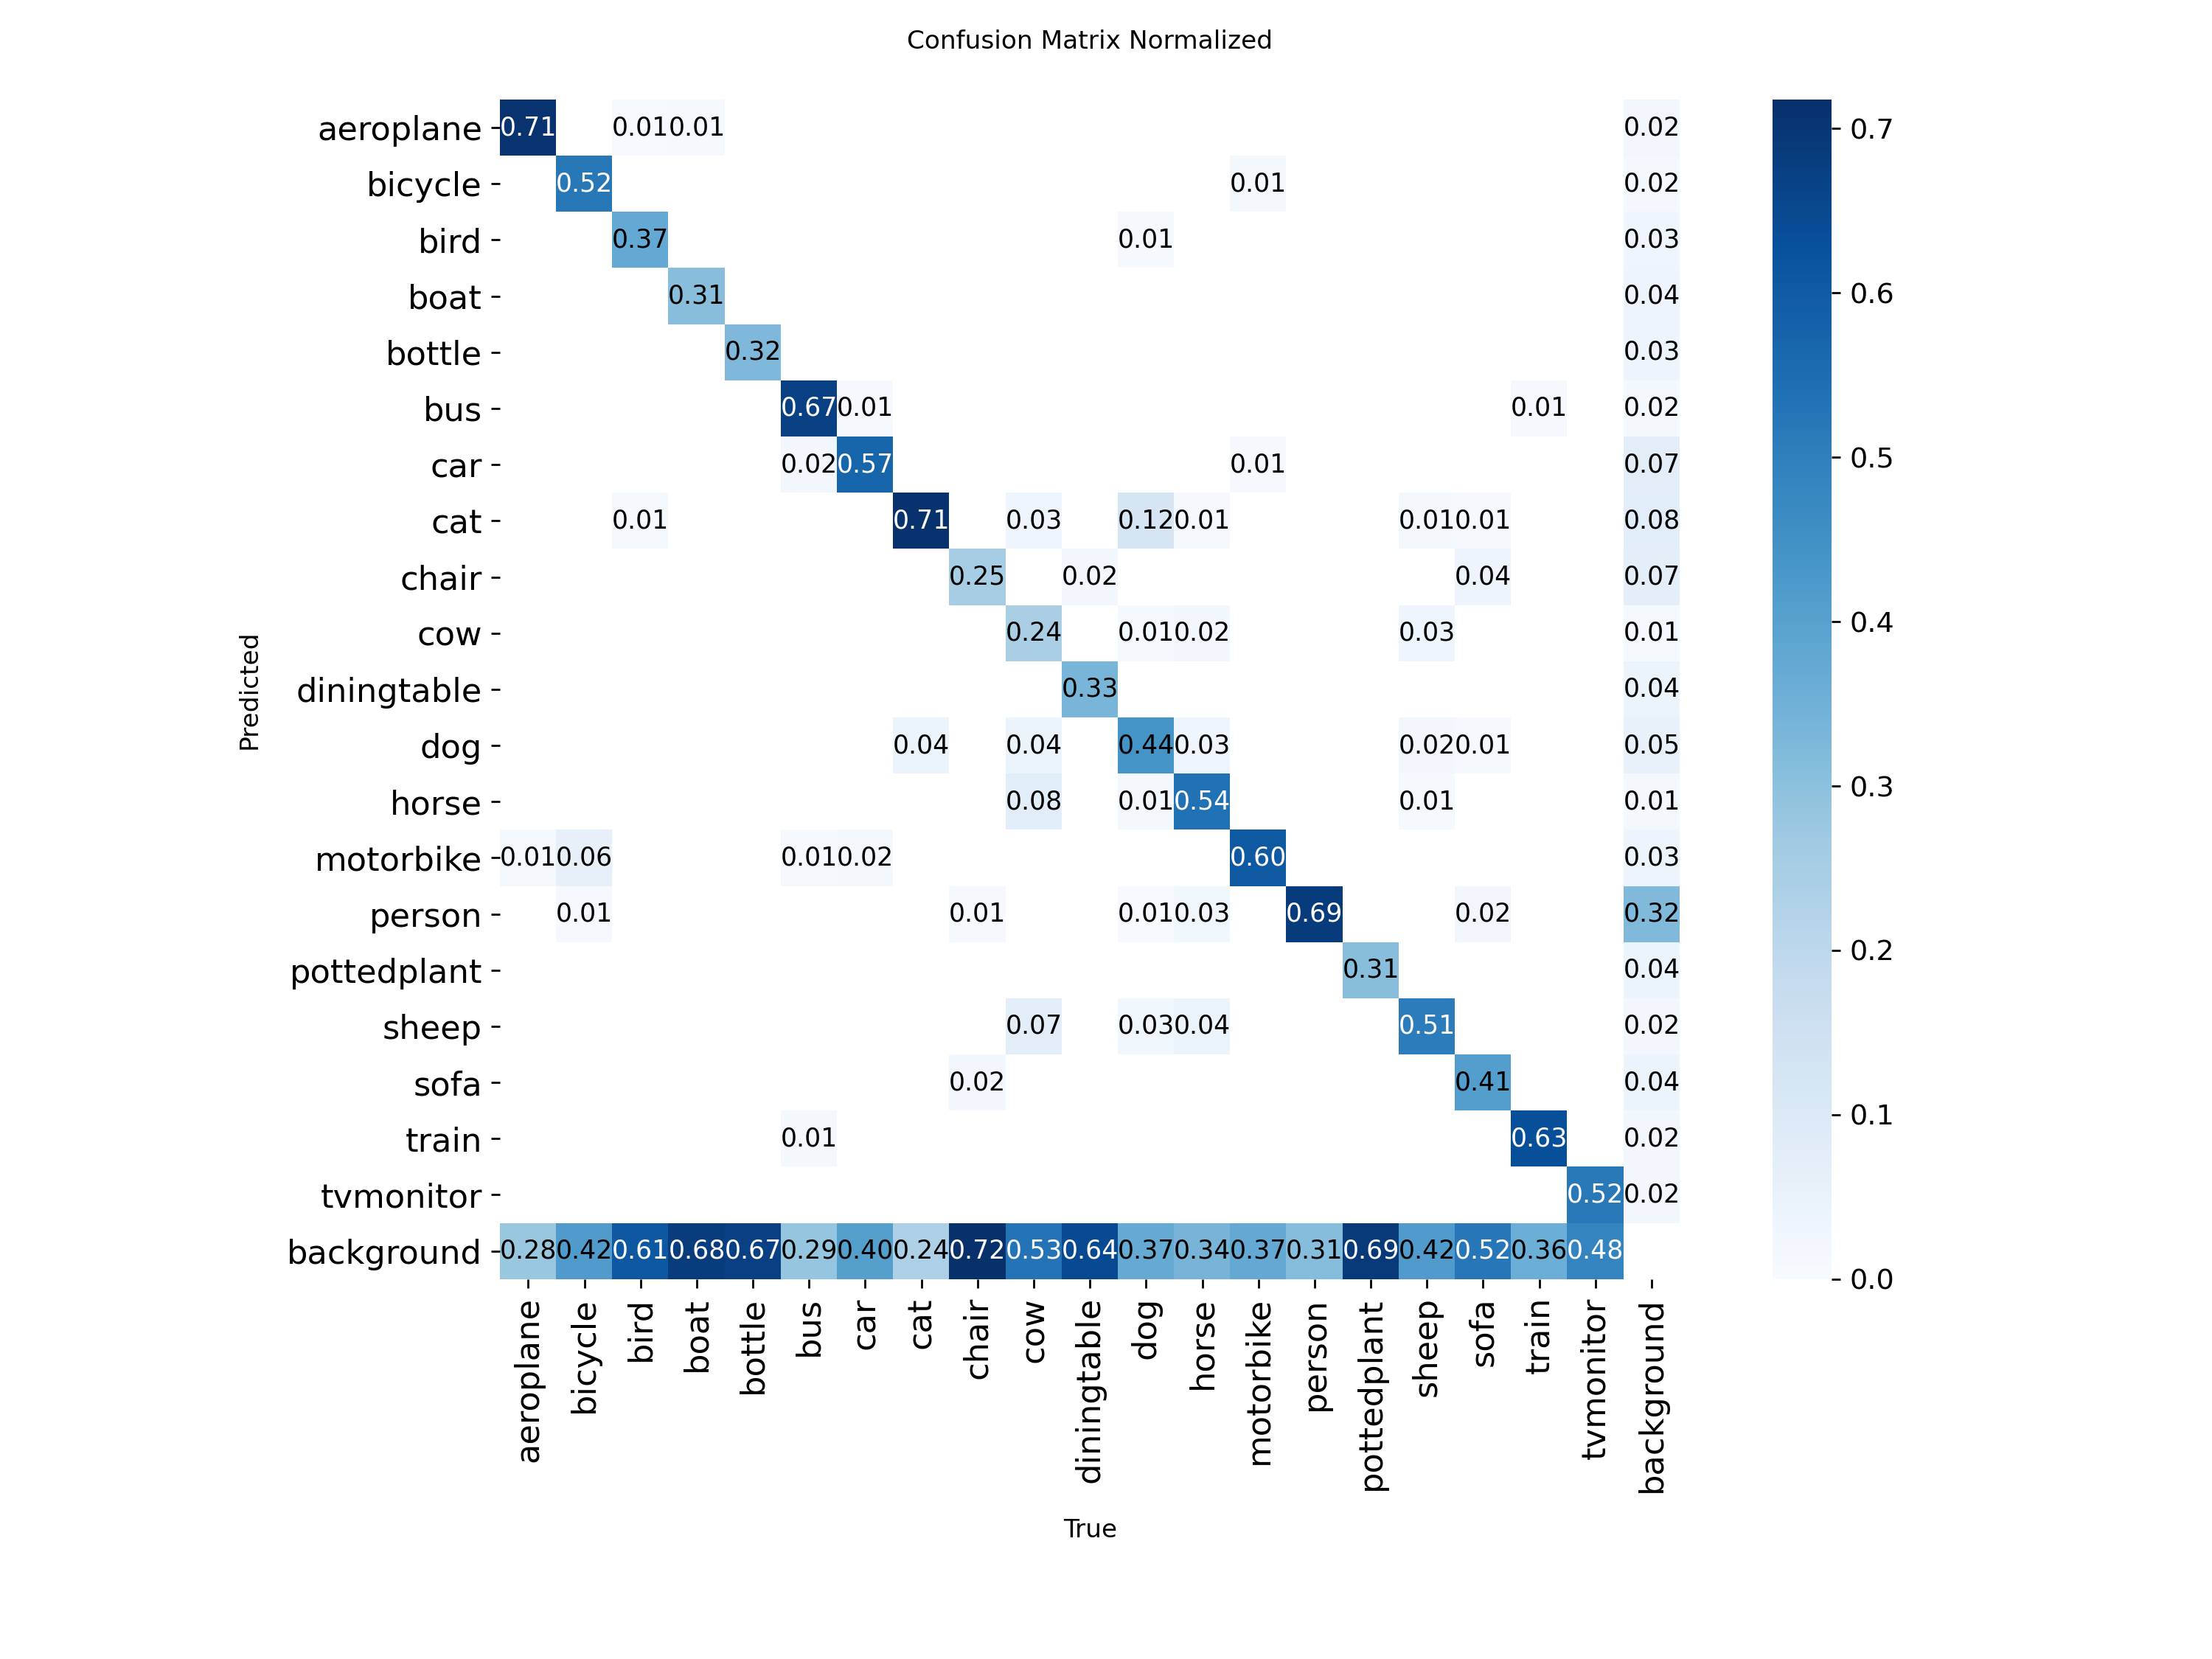 Confusion Matrix Normalized
aeroplane 0.71 0.01 0.01 0.02
bicycle 0.52 0.01 0.02
bird 0.37 0.01 0.03
boat 0.31 0.04
bottle 0.32 0.03
bus 0.67 0.01 0.01 0.02
car 0.02 0.57 0.01 0.07
cat 0.01 0.71 0.03 0.12 0.01 0.01 0.01 0.08
chair 0.25 0.02 0.04 0.07
cow 0.24 0.01 0.02 0.03 0.01
diningtable 0.33 0.04
dog 0.04 0.04 0.44 0.03 0.02 0.01 0.05
horse 0.08 0.01 0.54 0.01 0.01
motorbike 0.01 0.06 0.01 0.02 0.60 0.03
person 0.01 0.01 0.01 0.03 0.69 0.02 0.32
pottedplant 0.31 0.04
sheep 0.07 0.03 0.04 0.51 0.02
sofa 0.02 0.41 0.04
train 0.01 0.63 0.02
tvmonitor 0.52 0.02
background 0.28 0.42 0.61 0.68 0.67 0.29 0.40 0.24 0.72 0.53 0.64 0.37 0.34 0.37 0.31 0.69 0.42 0.52 0.36 0.48
Predicted
aeroplane
bicycle
bird
boat
bottle
bus
car
cat
chair
cow
diningtable
dog
horse
motorbike
person
pottedplant
sheep
sofa
train
tvmonitor
background
True
0.7
0.6
0.5
0.4
0.3
0.2
0.1
0.0